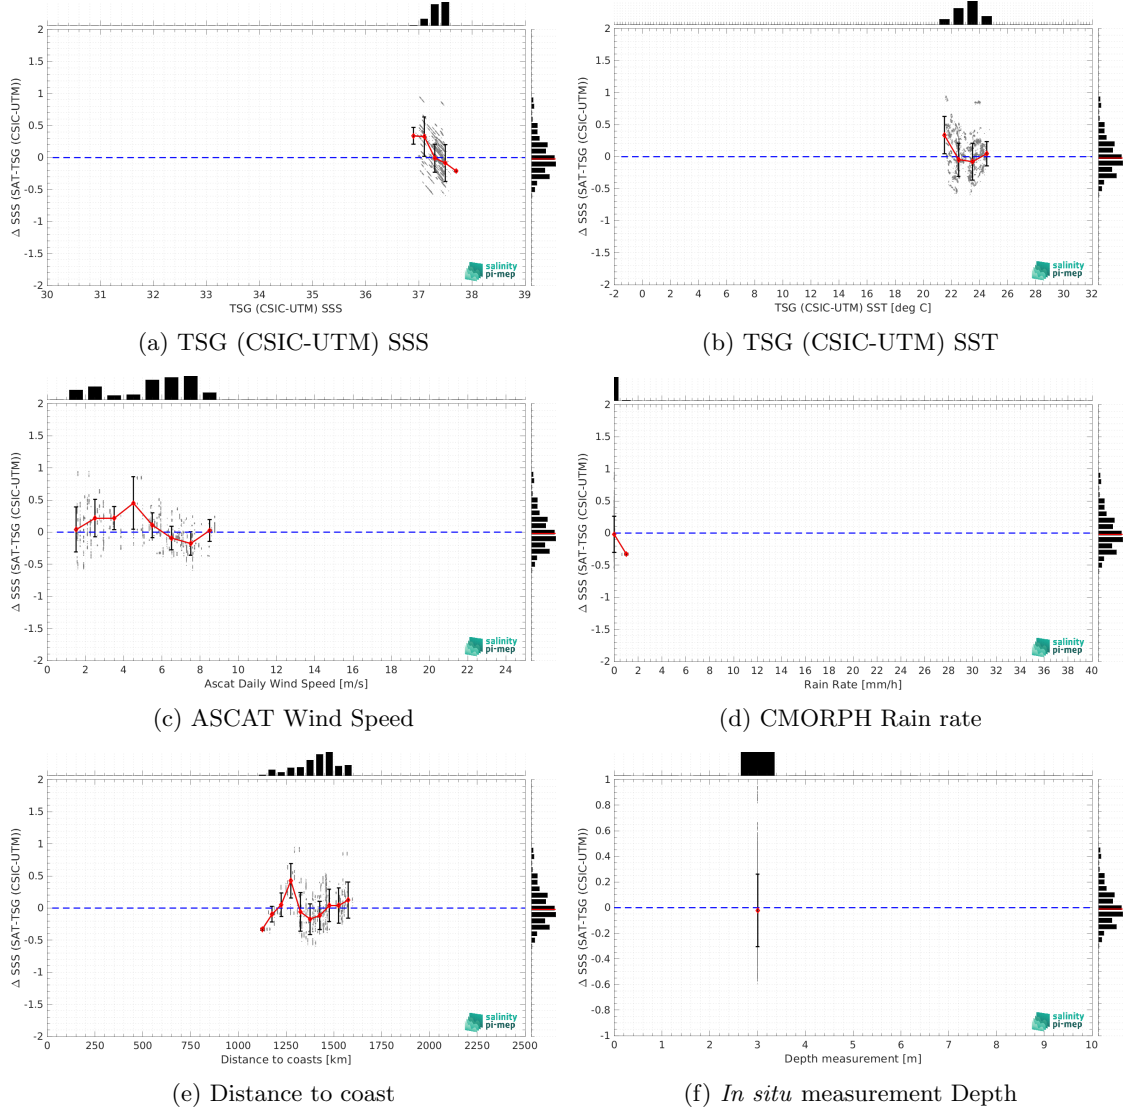 2
1.5
1
0.5
0
-0.5
-1
-1.5
-2
Δ SSS (SAT-TSG (CSIC-UTM))
30 31 32 33 34 35 36 37 38 39
TSG (CSIC-UTM) SSS
salinity
pi-mep
(a) TSG (CSIC-UTM) SSS
2
1.5
1
0.5
0
-0.5
-1
-1.5
-2
Δ SSS (SAT-TSG (CSIC-UTM))
-2 0 2 4 6 8 10 12 14 16 18 20 22 24 26 28 30 32
TSG (CSIC-UTM) SST [deg C]
salinity
pi-mep
(b) TSG (CSIC-UTM) SST
2
1.5
1
0.5
0
-0.5
-1
-1.5
-2
Δ SSS (SAT-TSG (CSIC-UTM))
0 2 4 6 8 10 12 14 16 18 20 22 24
Ascat Daily Wind Speed [m/s]
salinity
pi-mep
(c) ASCAT Wind Speed
2
1.5
1
0.5
0
-0.5
-1
-1.5
-2
Δ SSS (SAT-TSG (CSIC-UTM))
0 2 4 6 8 10 12 14 16 18 20 22 24 26 28 30 32 34 36 38 40
Rain Rate [mm/h]
salinity
pi-mep
(d) CMORPH Rain rate
2
1.5
1
0.5
0
-0.5
-1
-1.5
-2
Δ SSS (SAT-TSG (CSIC-UTM))
0 250 500 750 1000 1250 1500 1750 2000 2250 2500
Distance to coasts [km]
salinity
pi-mep
(e) Distance to coast
1
0.8
0.6
0.4
0.2
0
-0.2
-0.4
-0.6
-0.8
-1
Δ SSS (SAT-TSG (CSIC-UTM))
0 1 2 3 4 5 6 7 8 9 10
Depth measurement [m]
salinity
pi-mep
(f) In situ measurement Depth